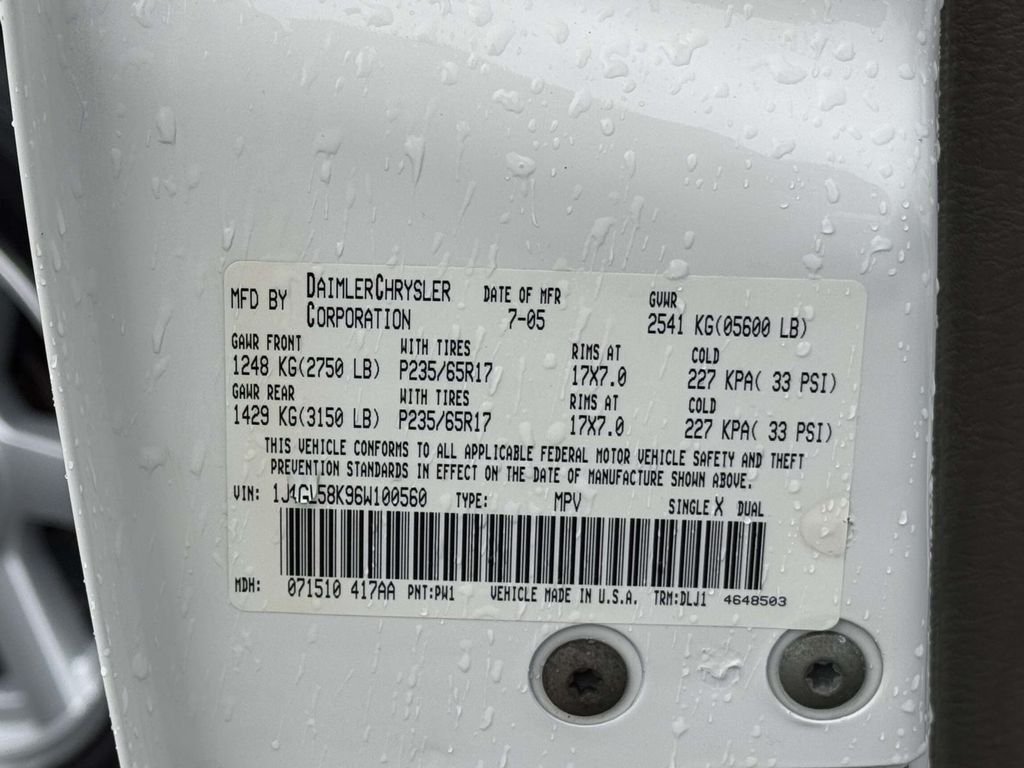 MFD BY DAIMLERCHRYSLER CORPORATION DATE OF MFR 7-05 GVWR 2541 KG(05600 LB)
GAWR FRONT WITH TIRES RIMS AT COLD
1248 KG(2750 LB) P235/65R17 17X7.0 227 KPA( 33 PSI)
GAWR REAR WITH TIRES RIMS AT COLD
1429 KG(3150 LB) P235/65R17 17X7.0 227 KPA( 33 PSI)
THIS VEHICLE CONFORMS TO ALL APPLICABLE FEDERAL MOTOR VEHICLE SAFETY AND THEFT
PREVENTION STANDARDS IN EFFECT ON THE DATE OF MANUFACTURE SHOWN ABOVE.
VIN: 1J4GL58K96W100560 TYPE: MPV SINGLE X DUAL
MDH: 071510 417AA PNT:PW1 VEHICLE MADE IN U.S.A. TRM:DLJ1 4648503